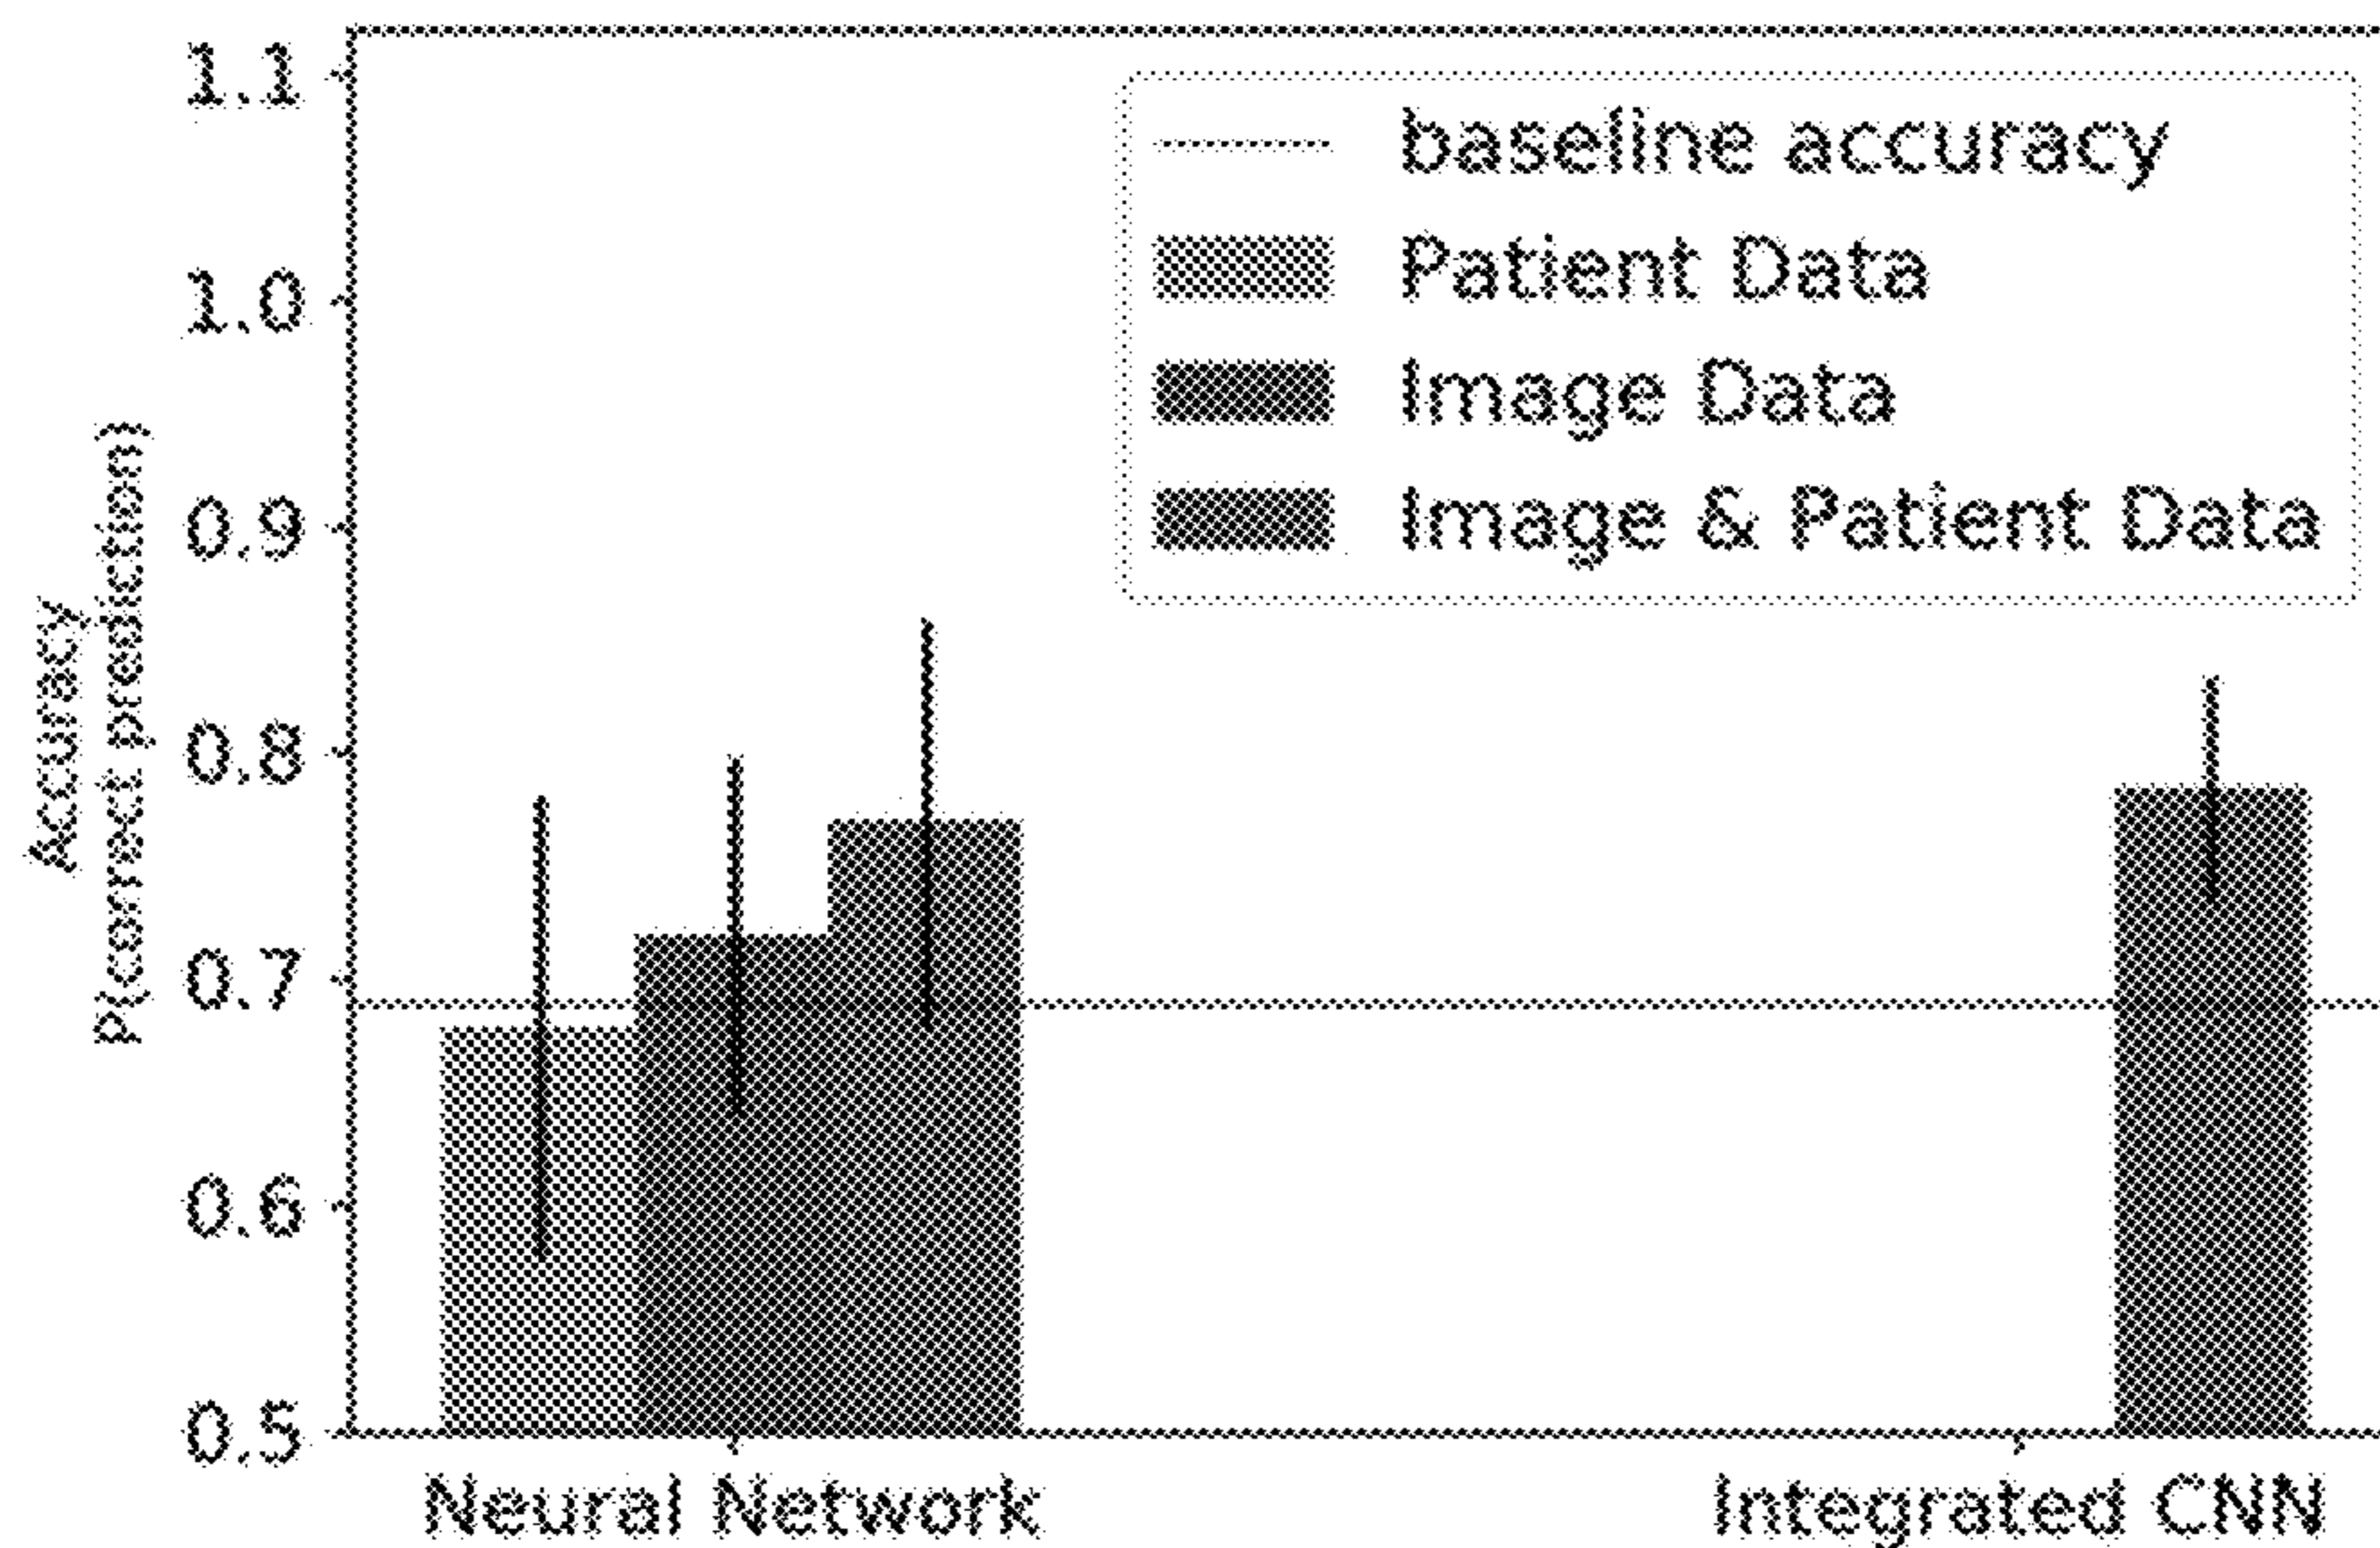 Accuracy
P(correct prediction)
1.1
1.0
0.9
0.8
0.7
0.6
0.5
baseline accuracy
Patient Data
Image Data
Image & Patient Data
Neural Network
Integrated CNN